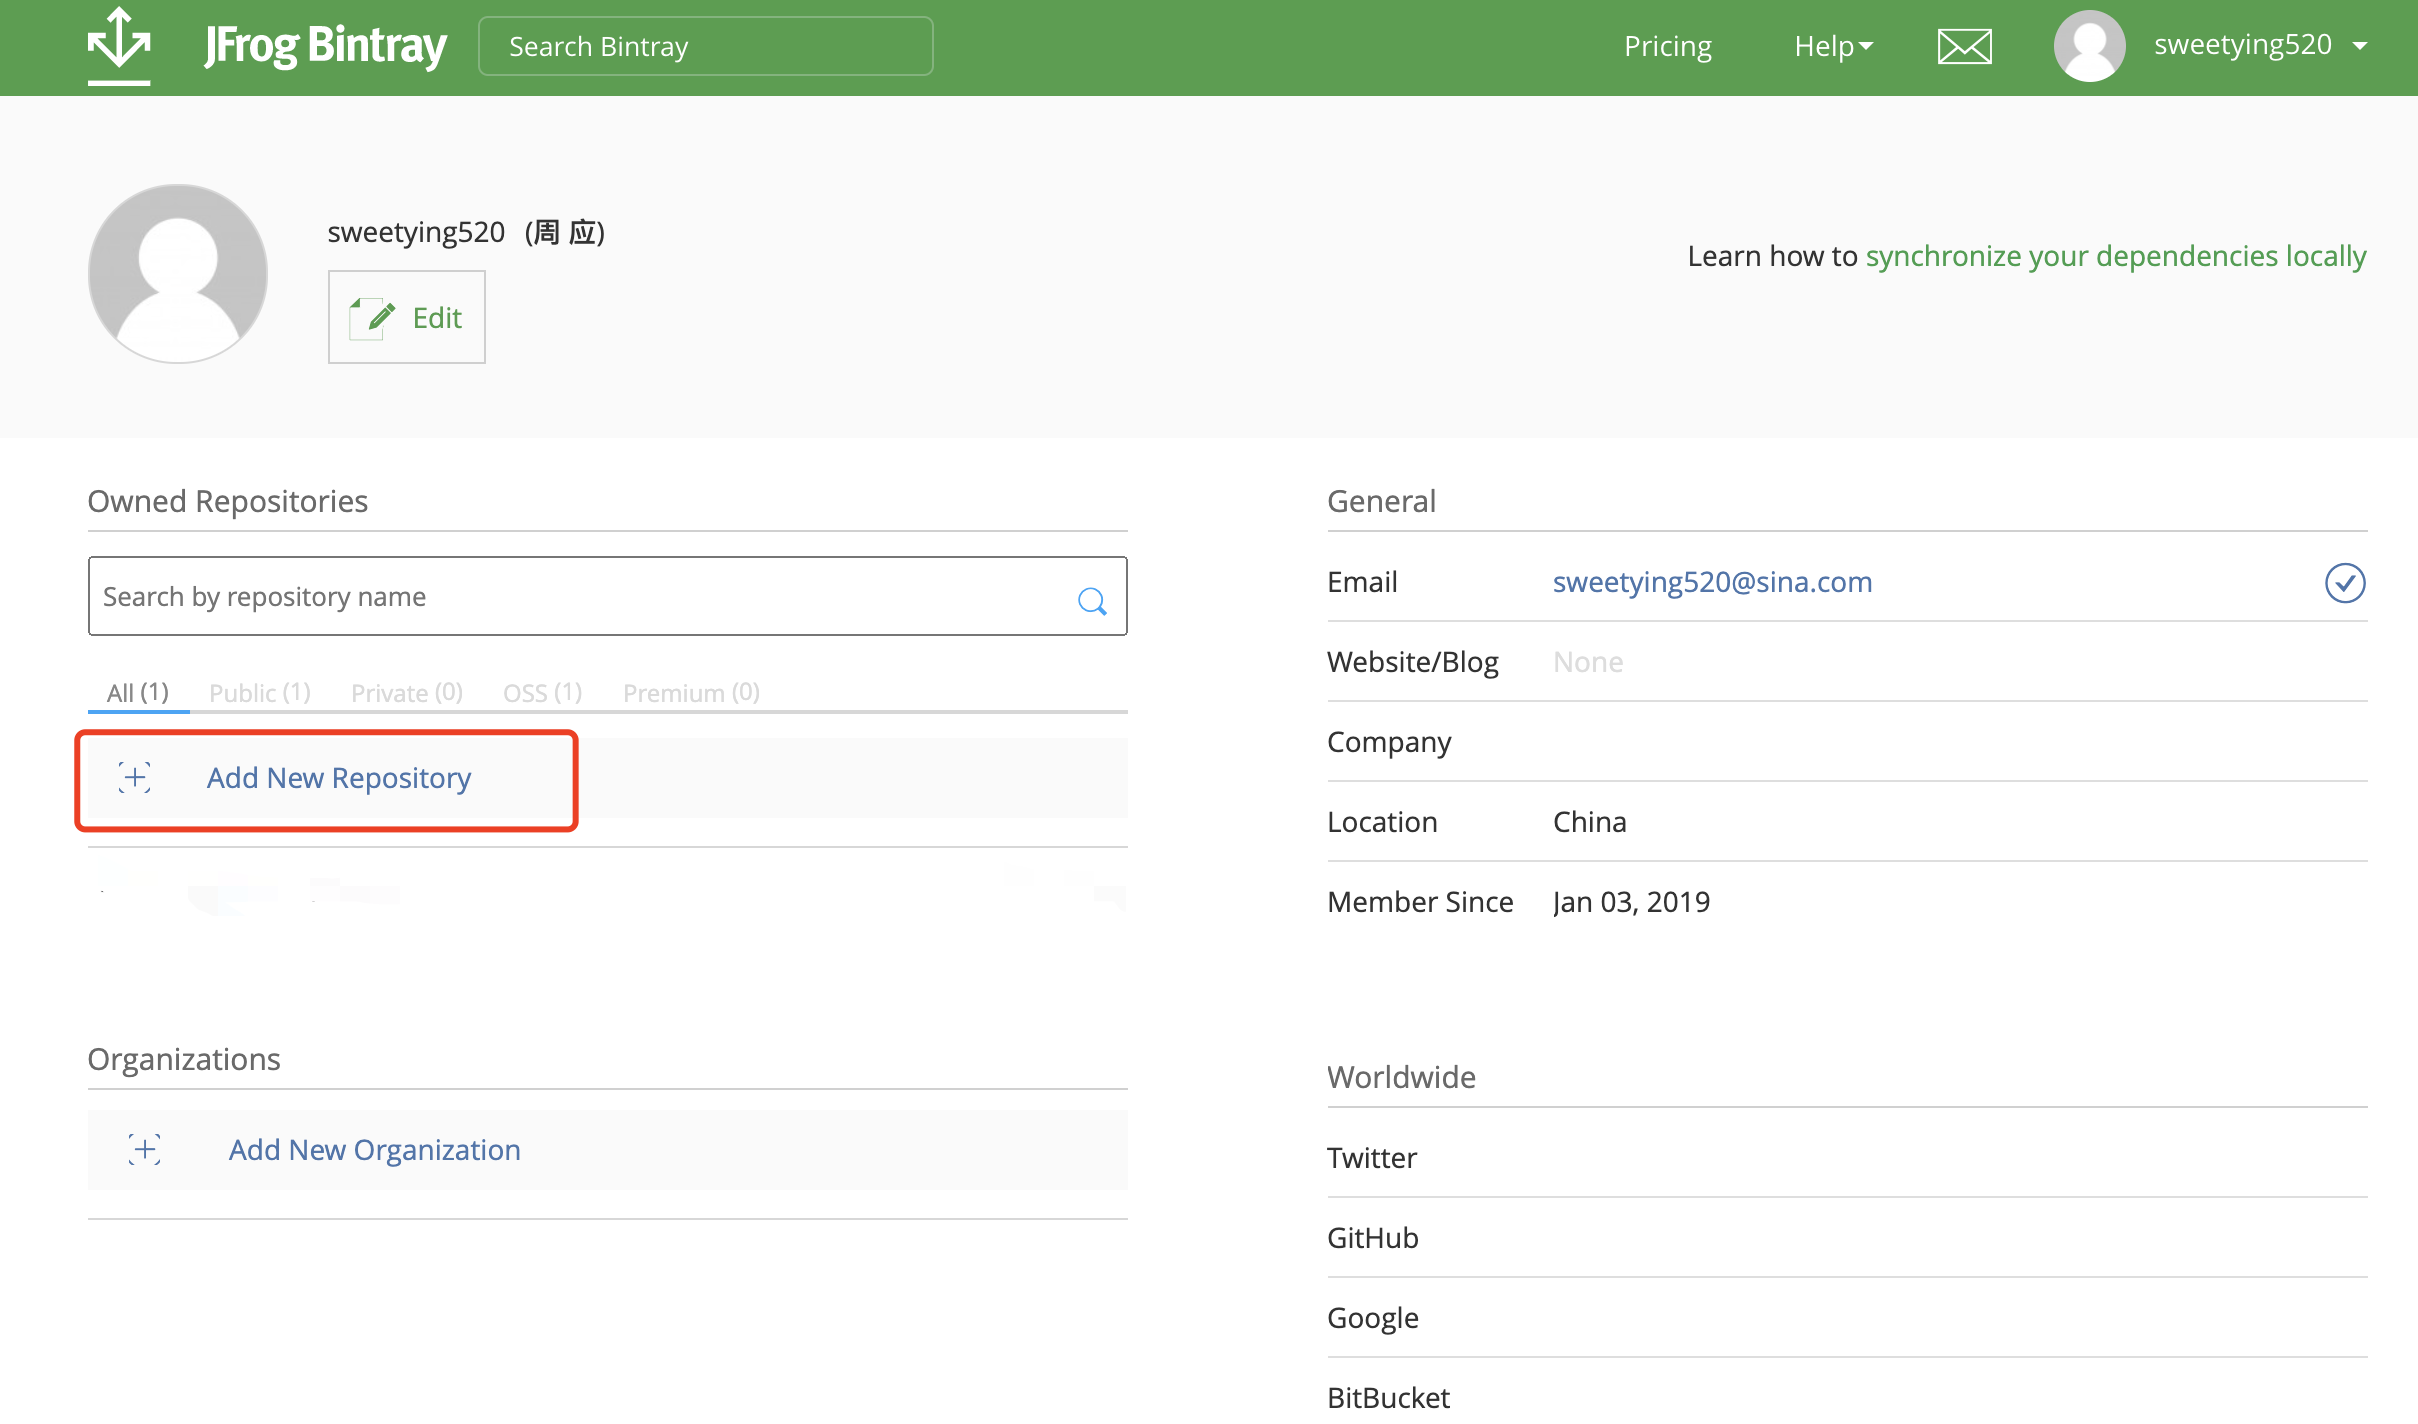 JFrog Bintray
Search Bintray
Pricing
Help
sweetying520
sweetying520 (周 应)
Edit
Learn how to synchronize your dependencies locally
Owned Repositories
Search by repository name
All (1) Public (1) Private (0) OSS (1) Premium (0)
Add New Repository
Organizations
Add New Organization
General
Email sweetying520@sina.com
Website/Blog None
Company
Location China
Member Since Jan 03, 2019
Worldwide
Twitter
GitHub
Google
BitBucket